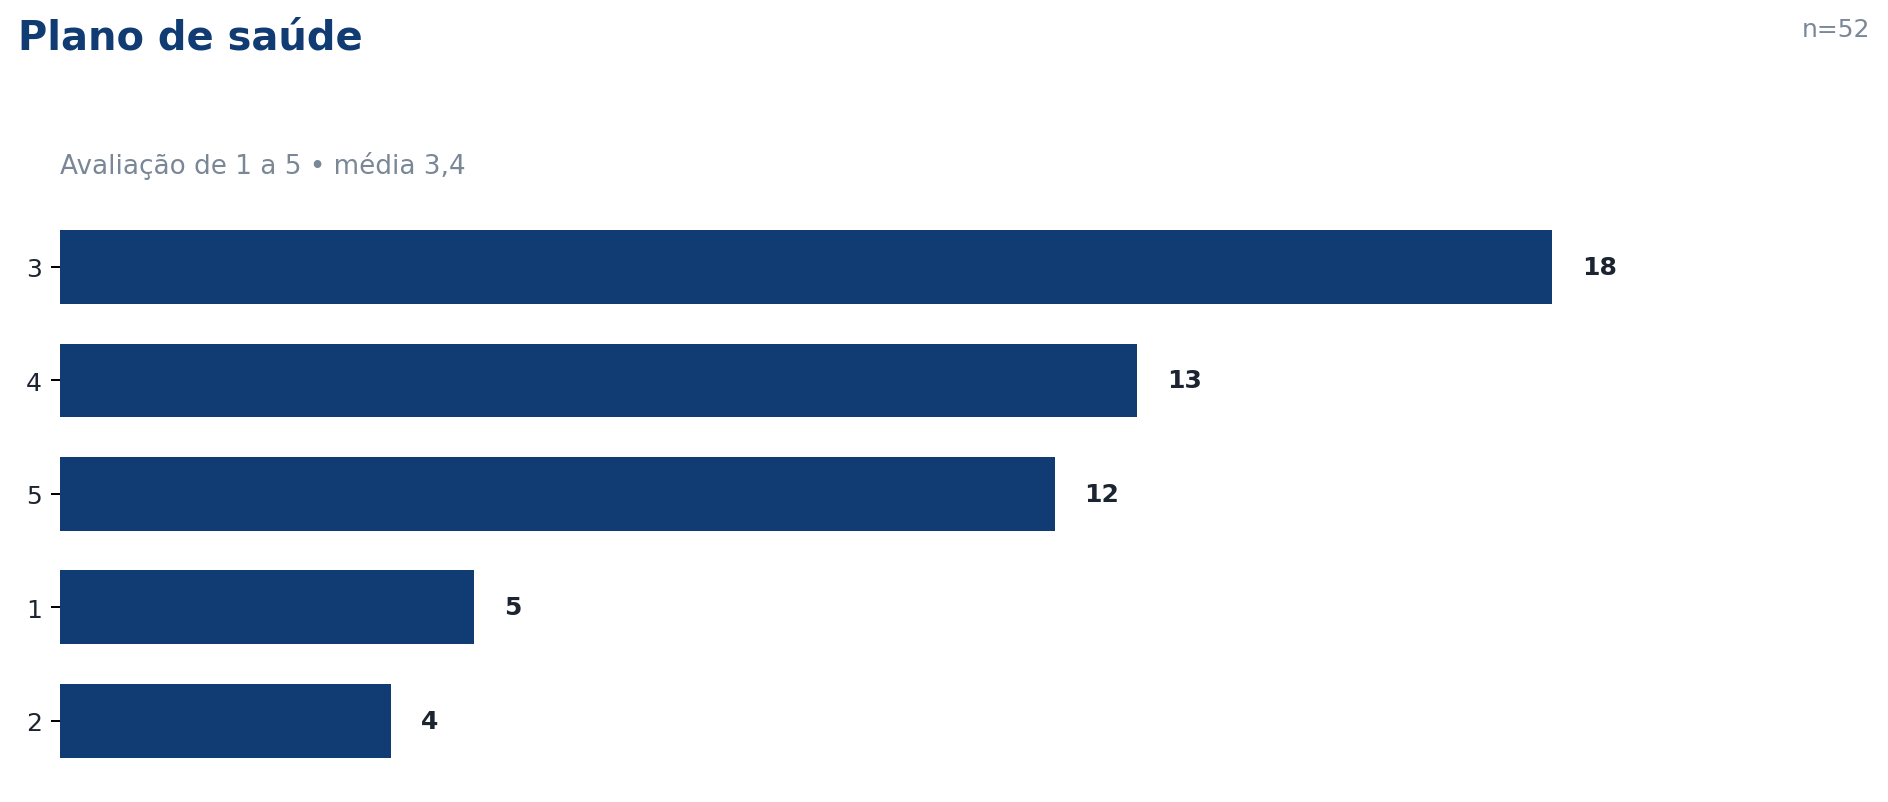 Plano de saúde
n=52
Avaliação de 1 a 5 • média 3,4
3 18
4 13
5 12
1 5
2 4